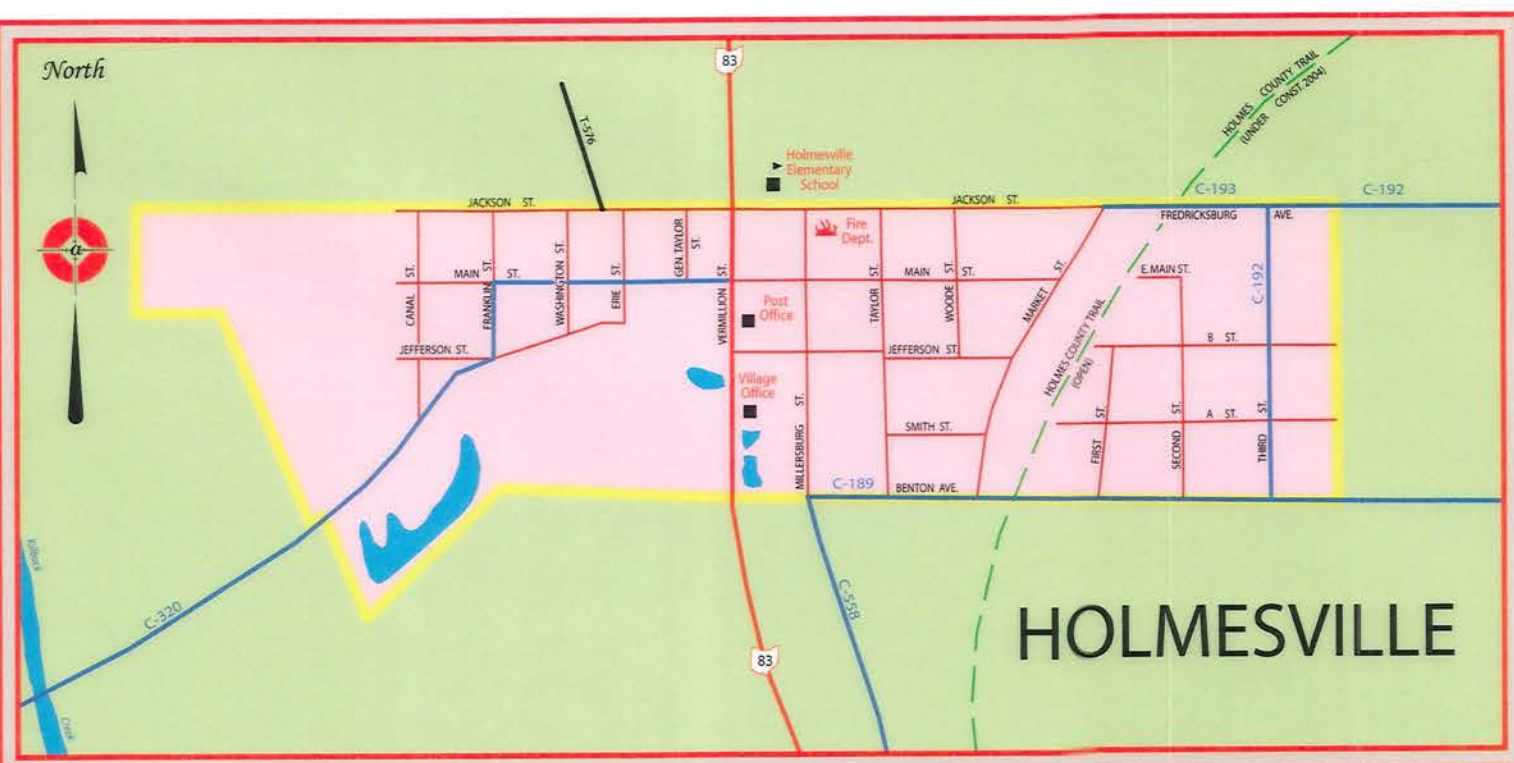 North
83
HOLMES COUNTY TRAIL
(UNDER CONST.2004)
T-576
Holmesville
Elementary
School
C-193
C-192
JACKSON ST.
JACKSON ST.
FREDRICKSBURG AVE.
Fire
Dept.
a
GEN. TAYLOR ST.
MAIN ST.
MAIN ST.
E. MAIN ST.
CANAL ST.
FRANKLIN ST.
WASHINGTON ST.
ERIE ST.
VERMILLION ST.
Post
Office
TAYLOR ST.
WOODE ST.
MARKET ST.
C-192
HOLMES COUNTY TRAIL
(OPEN)
JEFFERSON ST.
JEFFERSON ST.
B ST.
Village
Office
MILLERSBURG ST.
SMITH ST.
A ST.
FIRST ST.
SECOND ST.
THIRD ST.
C-189
BENTON AVE.
Killbuck
Creek
C-320
C-558
83
HOLMESVILLE